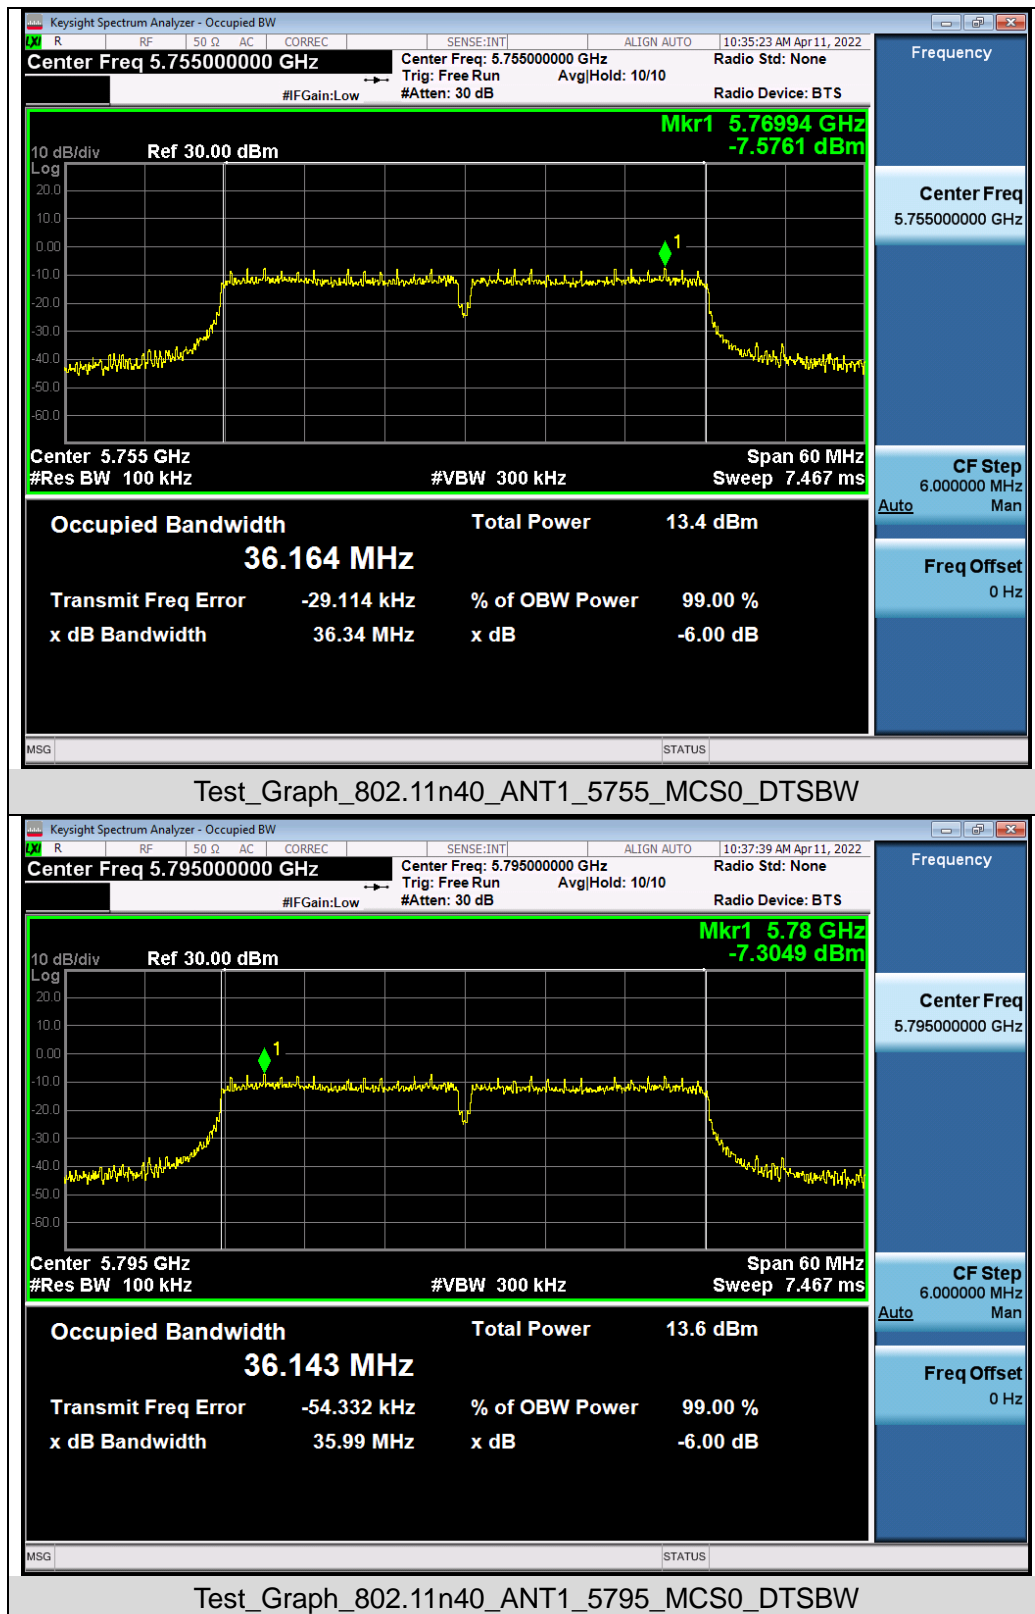 Keysight Spectrum Analyzer - Occupied BW
LXI R RF 50 Ω AC CORREC SENSE:INT ALIGN AUTO 10:35:23 AM Apr 11, 2022
Center Freq 5.755000000 GHz
Center Freq: 5.755000000 GHz
Radio Std: None
Trig: Free Run Avg|Hold: 10/10
#IFGain:Low
#Atten: 30 dB
Radio Device: BTS
Mkr1 5.76994 GHz
-7.5761 dBm
10 dB/div Ref 30.00 dBm
Log
20.0
10.0
0.00
-10.0
-20.0
-30.0
-40.0
-50.0
-60.0
1
Center 5.755 GHz Span 60 MHz
#Res BW 100 kHz #VBW 300 kHz Sweep 7.467 ms
Occupied Bandwidth Total Power 13.4 dBm
36.164 MHz
Transmit Freq Error -29.114 kHz % of OBW Power 99.00 %
x dB Bandwidth 36.34 MHz x dB -6.00 dB
MSG STATUS
Frequency
Center Freq
5.755000000 GHz
CF Step
6.000000 MHz
Auto Man
Freq Offset
0 Hz
Test_Graph_802.11n40_ANT1_5755_MCS0_DTSBW
Keysight Spectrum Analyzer - Occupied BW
LXI R RF 50 Ω AC CORREC SENSE:INT ALIGN AUTO 10:37:39 AM Apr 11, 2022
Center Freq 5.795000000 GHz
Center Freq: 5.795000000 GHz
Radio Std: None
Trig: Free Run Avg|Hold: 10/10
#IFGain:Low
#Atten: 30 dB
Radio Device: BTS
Mkr1 5.78 GHz
-7.3049 dBm
10 dB/div Ref 30.00 dBm
Log
20.0
10.0
0.00
-10.0
-20.0
-30.0
-40.0
-50.0
-60.0
1
Center 5.795 GHz Span 60 MHz
#Res BW 100 kHz #VBW 300 kHz Sweep 7.467 ms
Occupied Bandwidth Total Power 13.6 dBm
36.143 MHz
Transmit Freq Error -54.332 kHz % of OBW Power 99.00 %
x dB Bandwidth 35.99 MHz x dB -6.00 dB
MSG STATUS
Frequency
Center Freq
5.795000000 GHz
CF Step
6.000000 MHz
Auto Man
Freq Offset
0 Hz
Test_Graph_802.11n40_ANT1_5795_MCS0_DTSBW